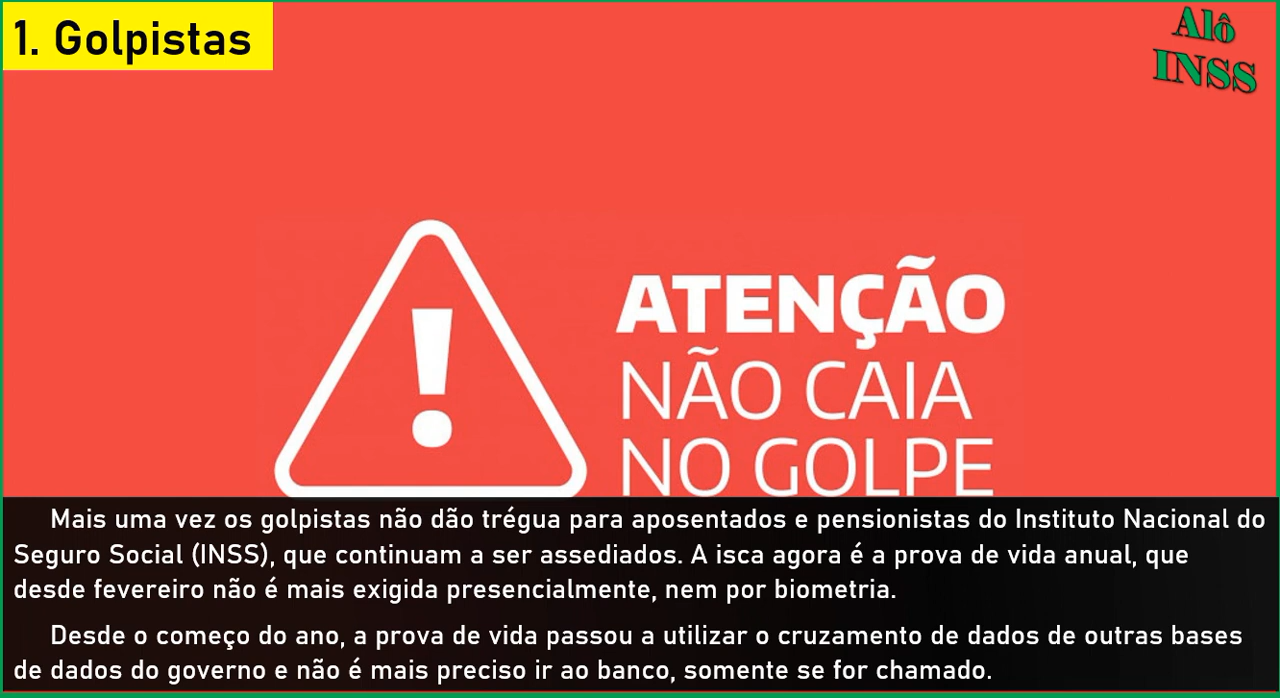 1. Golpistas
Alô
INSS
ATENÇÃO
NÃO CAIA
NO GOLPE
Mais uma vez os golpistas não dão trégua para aposentados e pensionistas do Instituto Nacional do
Seguro Social (INSS), que continuam a ser assediados. A isca agora é a prova de vida anual, que
desde fevereiro não é mais exigida presencialmente, nem por biometria.
Desde o começo do ano, a prova de vida passou a utilizar o cruzamento de dados de outras bases
de dados do governo e não é mais preciso ir ao banco, somente se for chamado.